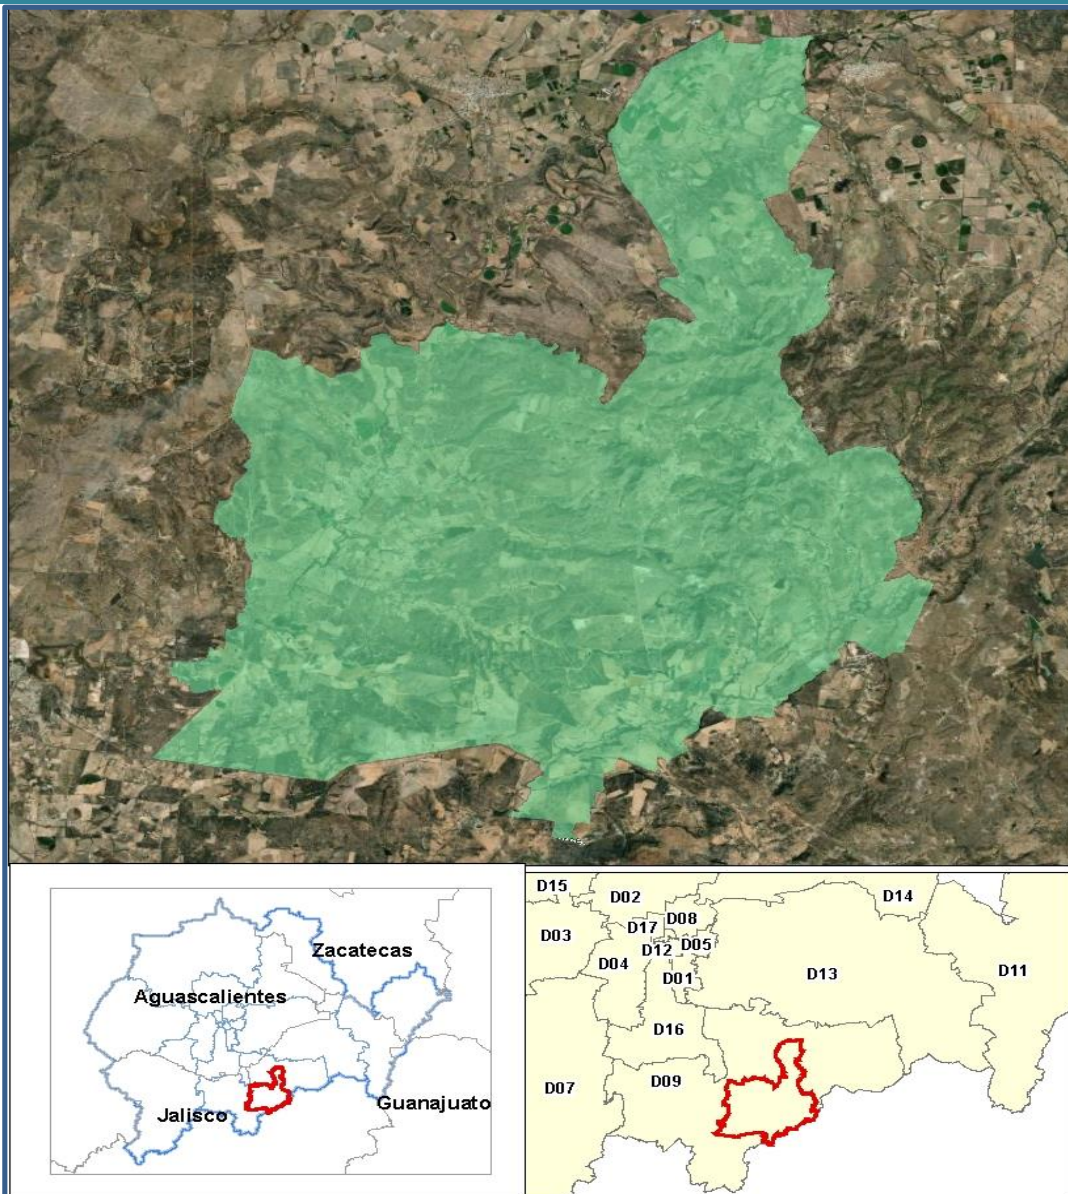 Zacatecas
Aguascalientes
Jalisco
Guanajuato
D15
D02
D14
D08
D17
D03
D12
D05
D04
D01
D13
D11
D16
D07
D09